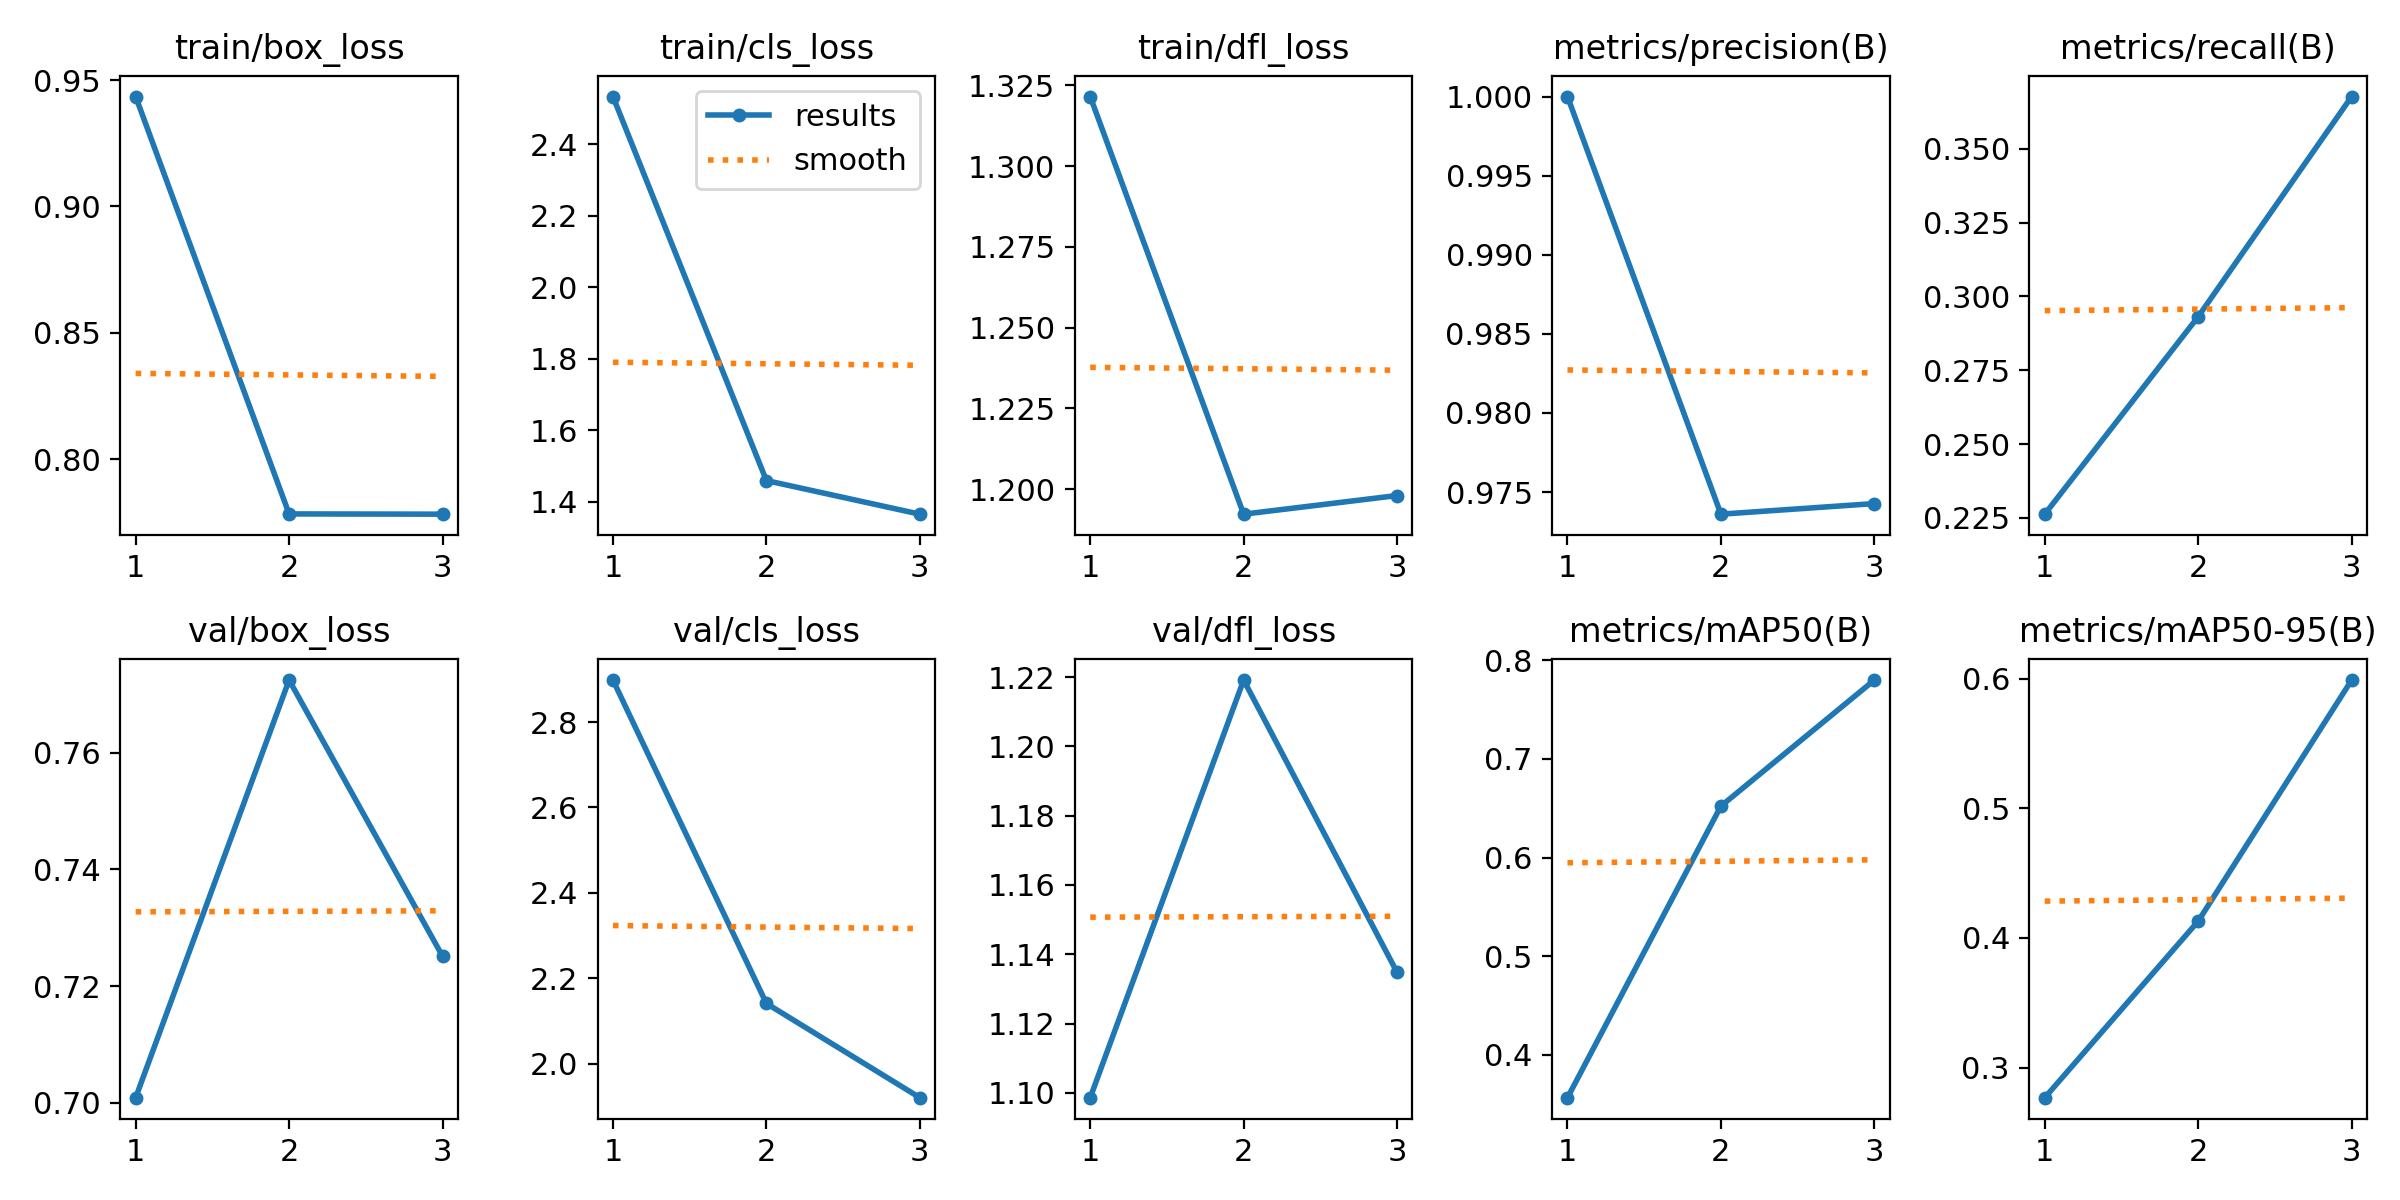 train/box_loss
0.95
0.90
0.85
0.80
1 2 3
train/cls_loss
results
smooth
2.4
2.2
2.0
1.8
1.6
1.4
1 2 3
train/dfl_loss
1.325
1.300
1.275
1.250
1.225
1.200
1 2 3
metrics/precision(B)
1.000
0.995
0.990
0.985
0.980
0.975
1 2 3
metrics/recall(B)
0.350
0.325
0.300
0.275
0.250
0.225
1 2 3
val/box_loss
0.76
0.74
0.72
0.70
1 2 3
val/cls_loss
2.8
2.6
2.4
2.2
2.0
1 2 3
val/dfl_loss
1.22
1.20
1.18
1.16
1.14
1.12
1.10
1 2 3
metrics/mAP50(B)
0.8
0.7
0.6
0.5
0.4
1 2 3
metrics/mAP50-95(B)
0.6
0.5
0.4
0.3
1 2 3